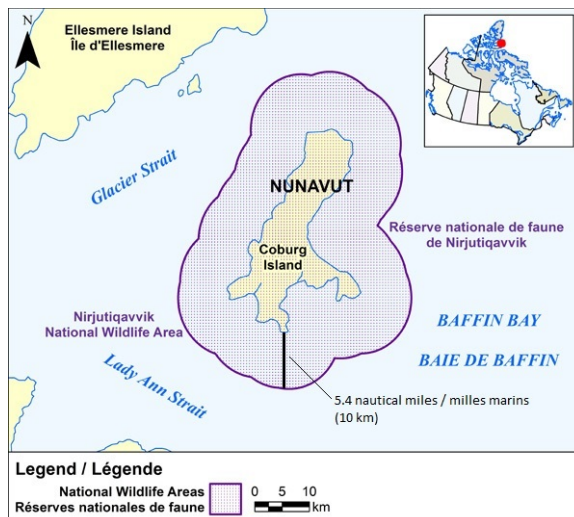 N
Ellesmere Island
Île d'Ellesmere
Glacier Strait
NUNAVUT
Coburg
Island
Réserve nationale de faune
de Nirjutiqavvik
Nirjutiqavvik
National Wildlife Area
BAFFIN BAY
BAIE DE BAFFIN
Lady Ann Strait
5.4 nautical miles / milles marins
(10 km)
Legend / Légende
National Wildlife Areas
Réserves nationales de faune
0 5 10
km